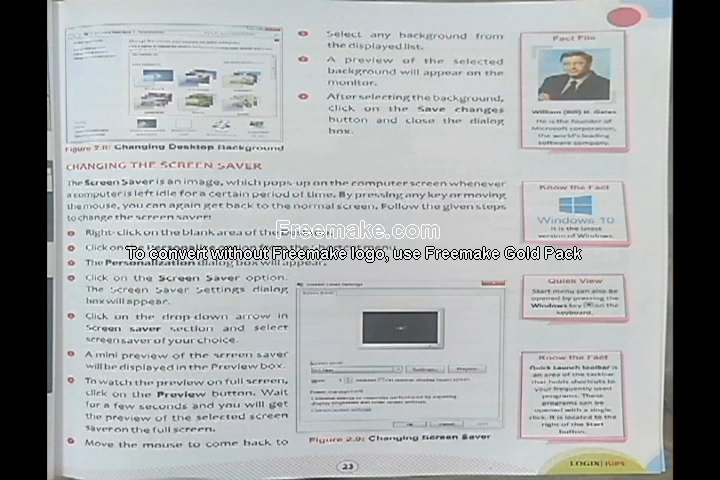 Select any background from
the displayed list.
A preview of the selected
background will appear on the
monitor.
After selecting the background,
click on the Save changes
button and close the dialog
box.
Figure 2.8: Changing Desktop Background
Fact File
William (Bill) H. Gates
He is the founder of
Microsoft corporation,
the world's leading
software company.
CHANGING THE SCREEN SAVER
The Screen Saver is an image, which pops-up on the computer screen whenever
a computer is left idle for a certain period of time. By pressing any key or moving
the mouse, you can again get back to the normal screen. Follow the given steps
to change the screen saver:
Right-click on the blank area of the
Click on
The Personalization dialog box will appear.
Click on the Screen Saver option.
The Screen Saver Settings dialog
box will appear.
Click on the drop-down arrow in
Screen saver section and select
screen saver of your choice.
A mini preview of the screen saver
will be displayed in the Preview box.
To watch the preview on full screen,
click on the Preview button. Wait
for a few seconds and you will get
the preview of the selected screen
saver on the full screen.
Move the mouse to come back to
Figure 2.9: Changing Screen Saver
Know the Fact
Windows 10
It is the latest
version of Windows.
Quick View
Start menu can also be
opened by pressing the
Windows key on the
keyboard.
Know the Fact
Quick Launch toolbar is
an area of the taskbar
that holds shortcuts to
your frequently used
programs. These
programs can be
opened with a single
click. It is located to the
right of the Start
button.
23
LOGIX KIPS
Freemake.com
To convert without Freemake logo, use Freemake Gold Pack